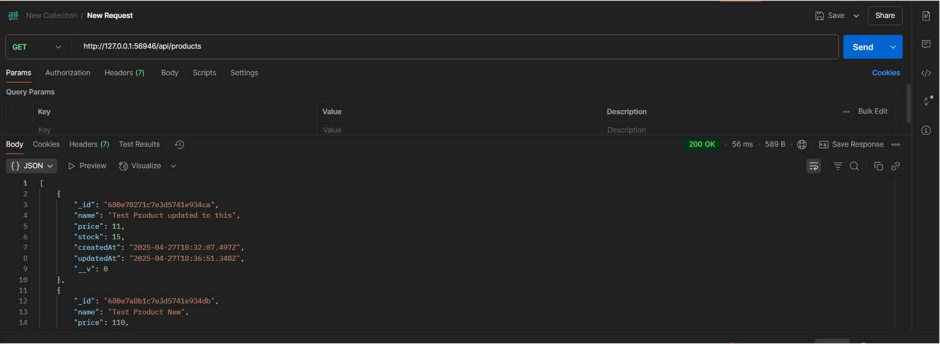 New Collection / New Request
Save
Share
GET
http://127.0.0.1:56946/api/products
Send
Params Authorization Headers (7) Body Scripts Settings
Cookies
Query Params
Key Value Description
Bulk Edit
Key Value Description
Body Cookies Headers (7) Test Results
200 OK · 56 ms · 589 B
Save Response
{} JSON
Preview
Visualize
1 [
2 {
3 "_id": "680e78271c7e3d5741e934ca",
4 "name": "Test Product updated to this",
5 "price": 11,
6 "stock": 15,
7 "createdAt": "2025-04-27T18:32:07.497Z",
8 "updatedAt": "2025-04-27T18:36:51.348Z",
9 "__v": 0
10 },
11 {
12 "_id": "680e7a8b1c7e3d5741e934db",
13 "name": "Test Product New",
14 "price": 110,